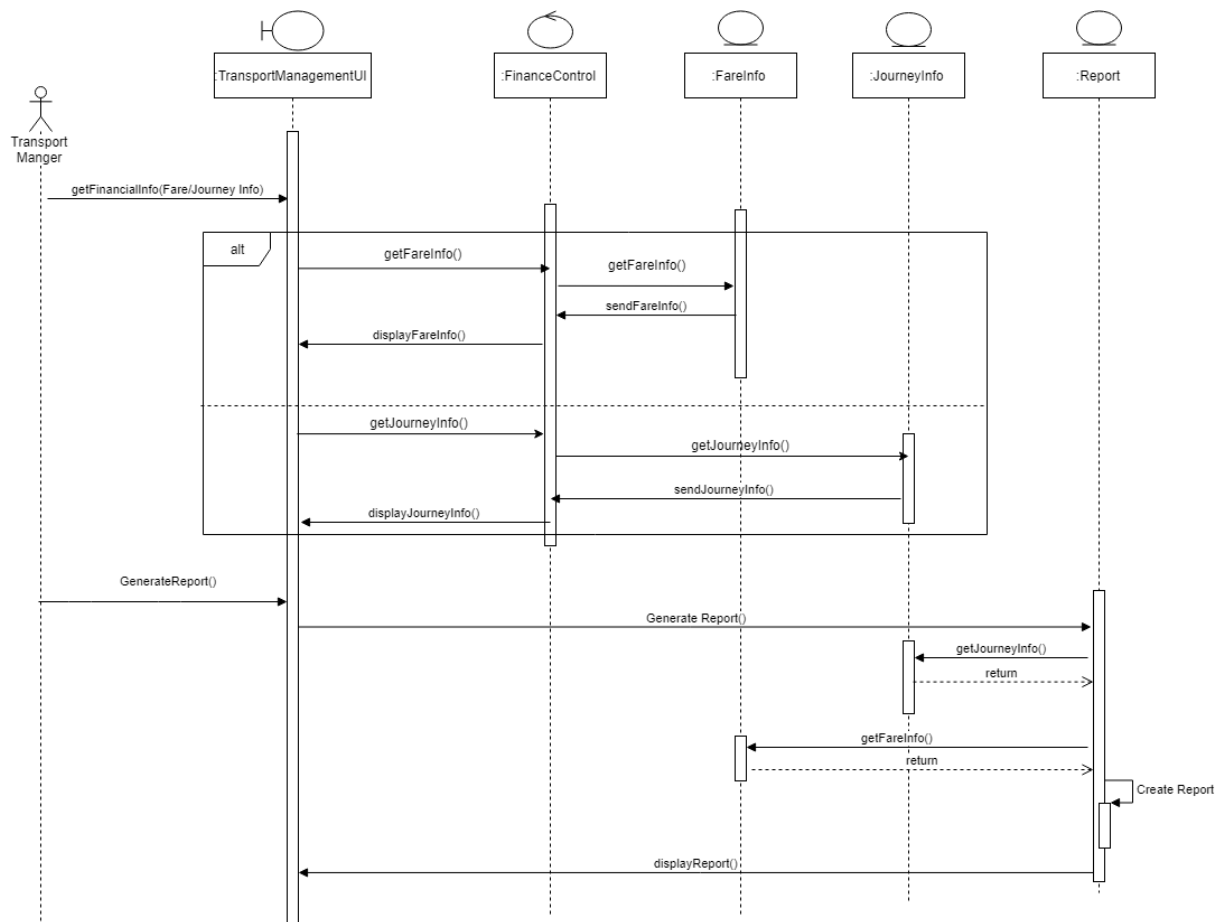 :TransportManagementUI
:FinanceControl
:FareInfo
:JourneyInfo
:Report
Transport
Manger
getFinancialInfo(Fare/Journey Info)
alt
getFareInfo()
getFareInfo()
sendFareInfo()
displayFareInfo()
getJourneyInfo()
getJourneyInfo()
sendJourneyInfo()
displayJourneyInfo()
GenerateReport()
Generate Report()
getJourneyInfo()
return
getFareInfo()
return
Create Report
displayReport()